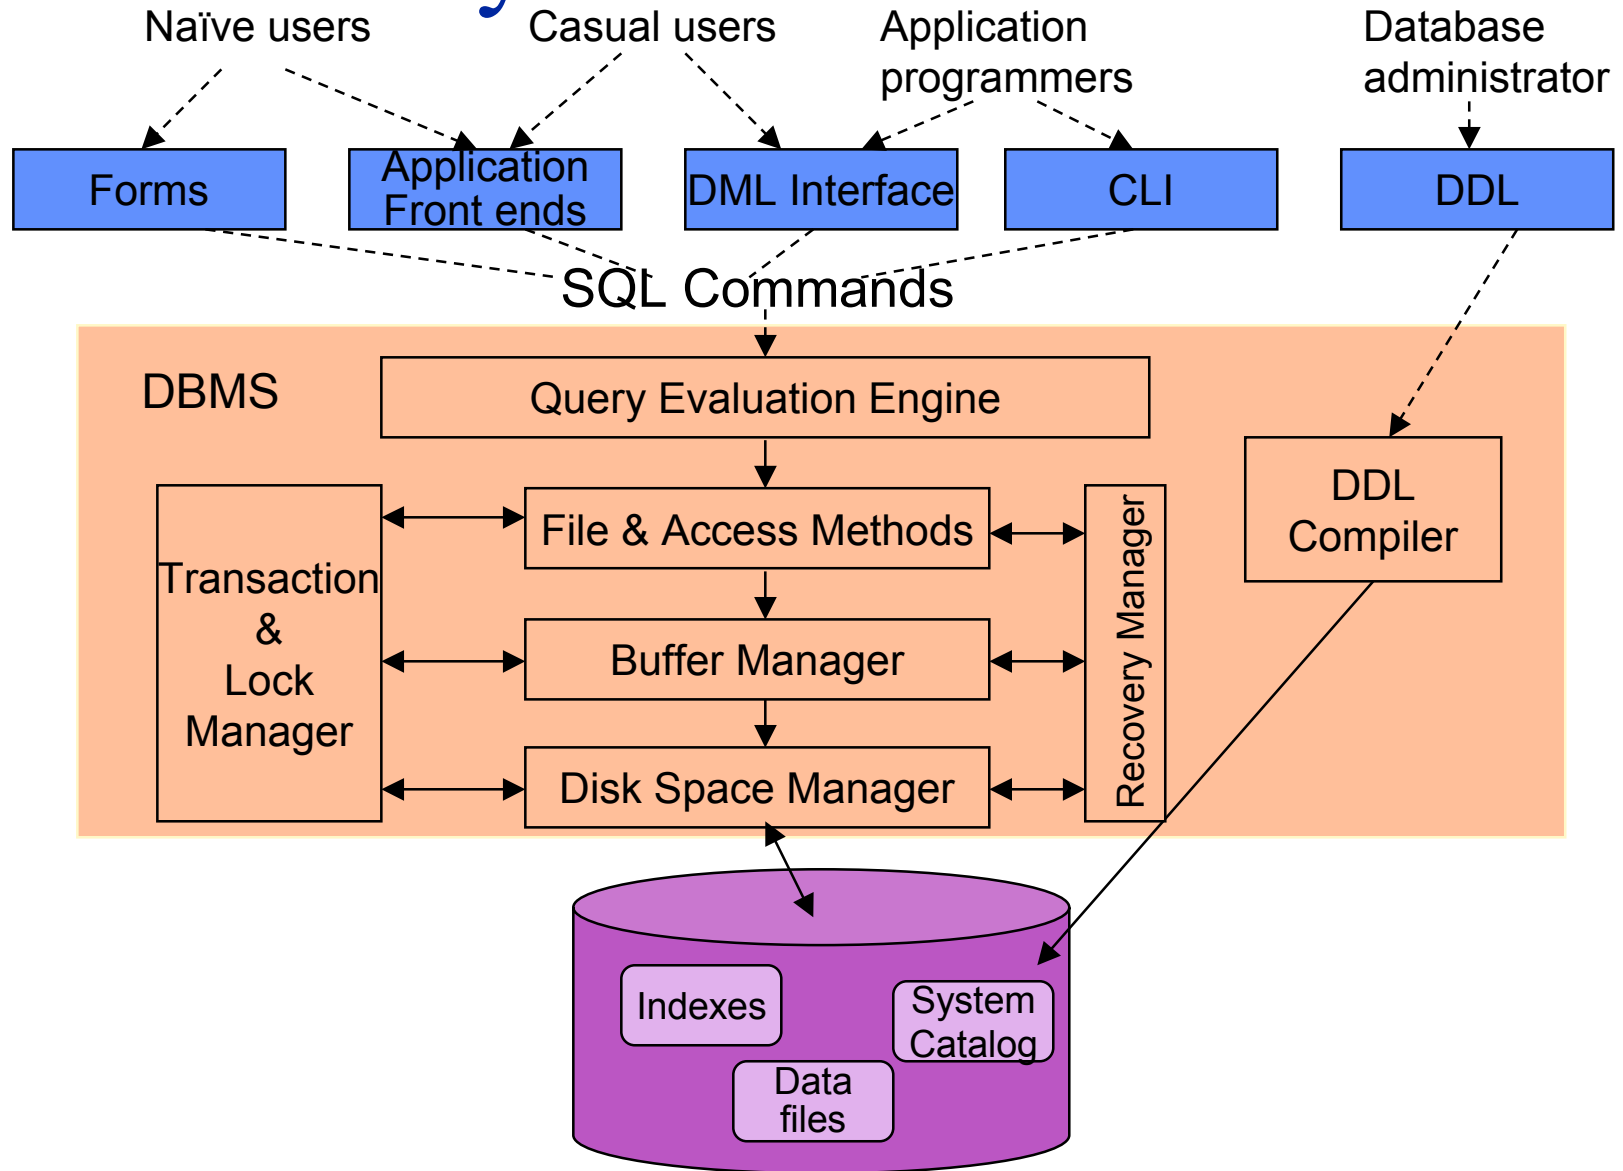 Naïve users
Casual users
Application
programmers
Database
administrator
Forms
Application
Front ends
DML Interface
CLI
DDL
SQL Commands
DBMS
Query Evaluation Engine
File & Access Methods
Buffer Manager
Disk Space Manager
Transaction
&
Lock
Manager
Recovery Manager
DDL
Compiler
Indexes
System
Catalog
Data
files